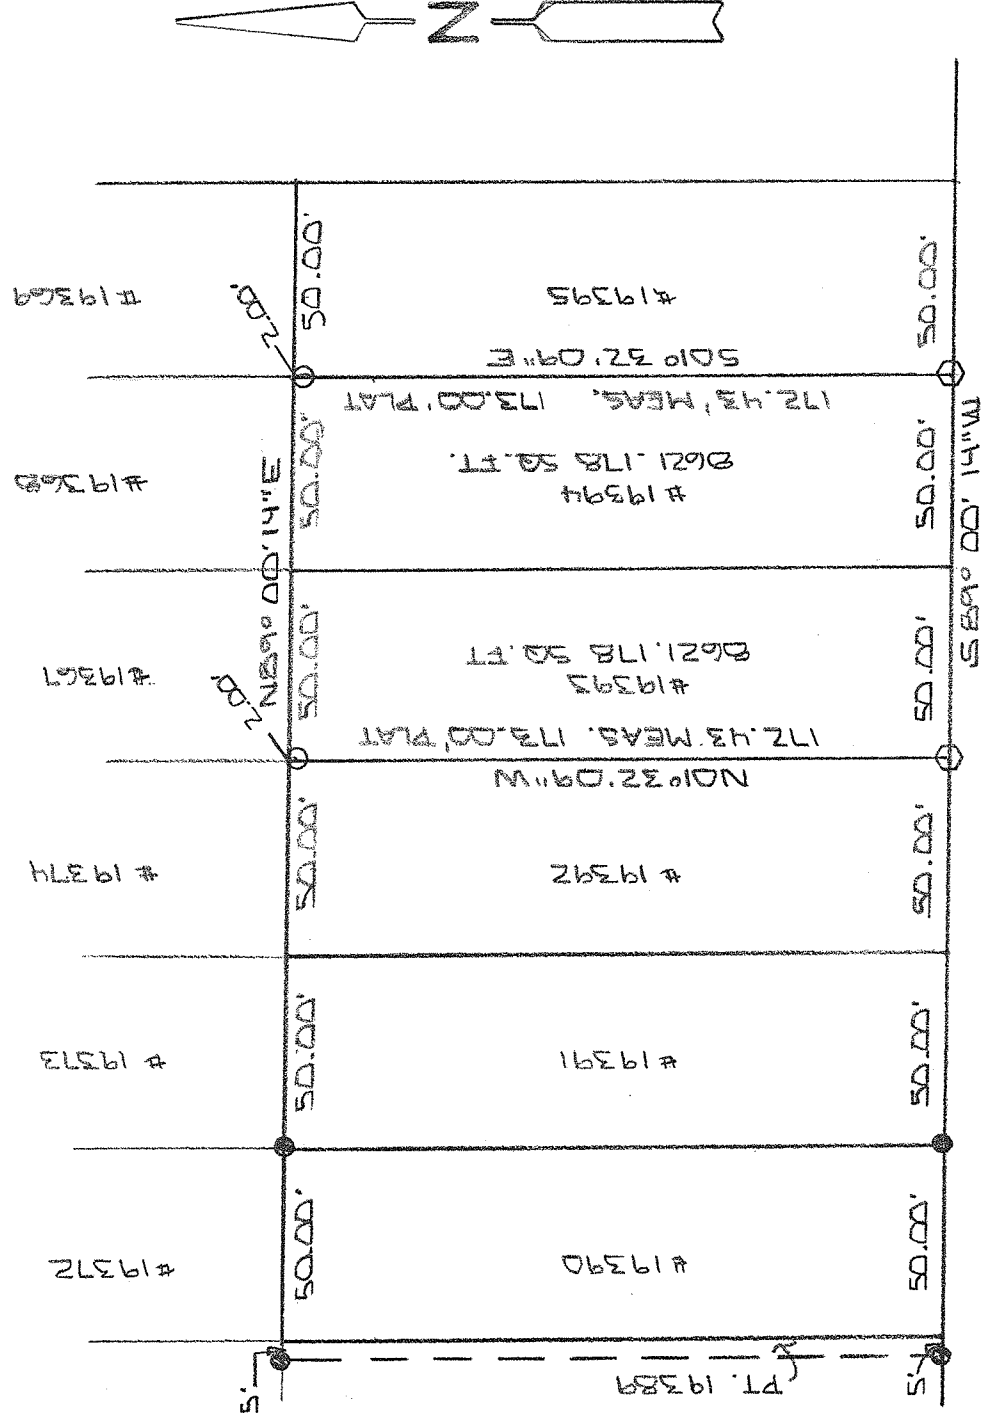 N
#19369
2.00'
50.00'
#19395
50.00'
S01° 32' 09"E
172.43' MEAS. 173.00' PLAT
#19368
N89° 00' 14"E
50.00'
#19394
8621.178 SQ.FT.
50.00'
S89° 00' 14"W
#19367
2.00'
50.00'
#19393
8621.178 SQ.FT
50.00'
172.43' MEAS. 173.00' PLAT
N01° 32' 09"W
#19374
50.00'
#19392
50.00'
#19373
50.00'
#19391
50.00'
#19372
50.00'
#19390
50.00'
5'
PT. 19389
5'